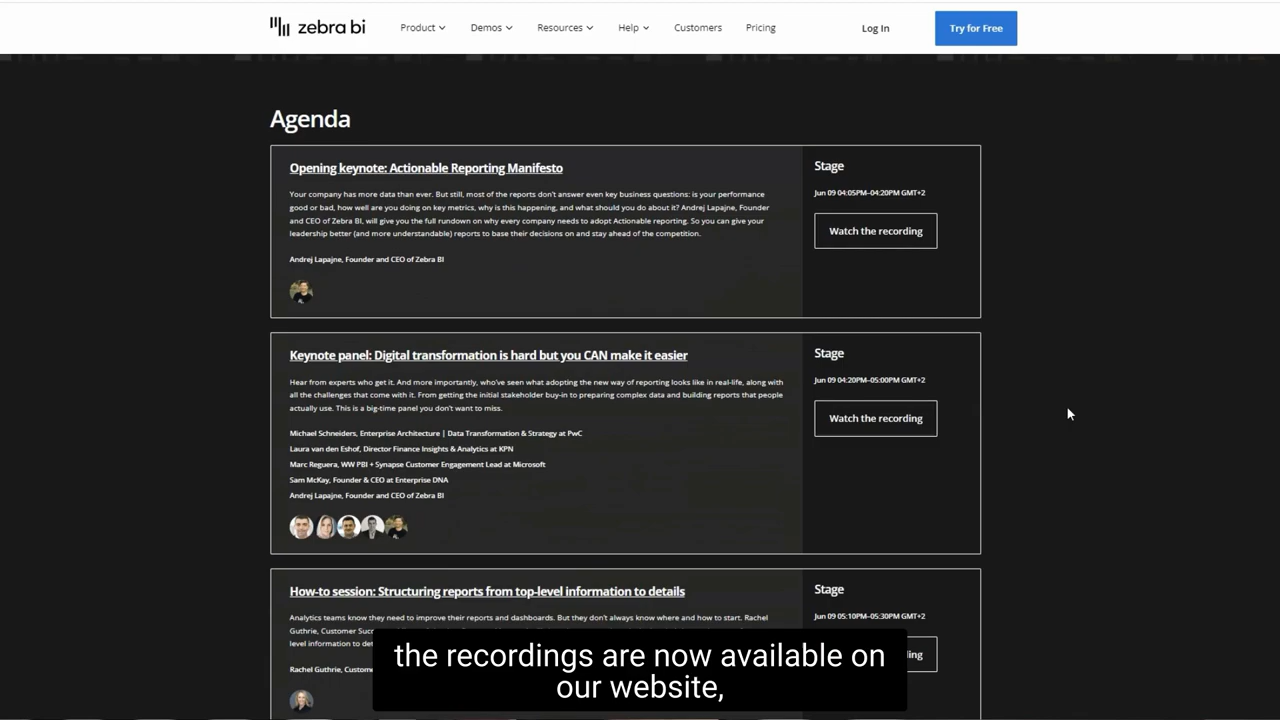 zebra bi
Product
Demos
Resources
Help
Customers
Pricing
Log In
Try for Free
Agenda
Opening keynote: Actionable Reporting Manifesto
Your company has more data than ever. But still, most of the reports don't answer even key business questions: is your performance
good or bad, how well are you doing on key metrics, why is this happening, and what should you do about it? Andrej Lapajne, Founder
and CEO of Zebra BI, will give you the full rundown on why every company needs to adopt Actionable reporting. So you can give your
leadership better (and more understandable) reports to base their decisions on and stay ahead of the competition.
Andrej Lapajne, Founder and CEO of Zebra BI
Stage
Jun 09 04:05PM-04:20PM GMT+2
Watch the recording
Keynote panel: Digital transformation is hard but you CAN make it easier
Hear from experts who get it. And more importantly, who've seen what adopting the new way of reporting looks like in real-life, along with
all the challenges that come with it. From getting the initial stakeholder buy-in to preparing complex data and building reports that people
actually use. This is a big-time panel you don't want to miss.
Michael Schneiders, Enterprise Architecture | Data Transformation & Strategy at PwC
Laura van den Eshof, Director Finance Insights & Analytics at KPN
Marc Reguera, WW PBI + Synapse Customer Engagement Lead at Microsoft
Sam McKay, Founder & CEO at Enterprise DNA
Andrej Lapajne, Founder and CEO of Zebra BI
Stage
Jun 09 04:20PM-05:00PM GMT+2
Watch the recording
How-to session: Structuring reports from top-level information to details
Analytics teams know they need to improve their reports and dashboards. But they don't always know where and how to start. Rachel
Guthrie, Customer
level information to
Rachel Guthrie,
Stage
Jun 09 05:10PM-05:30PM GMT+2
the recordings are now available on
our website,